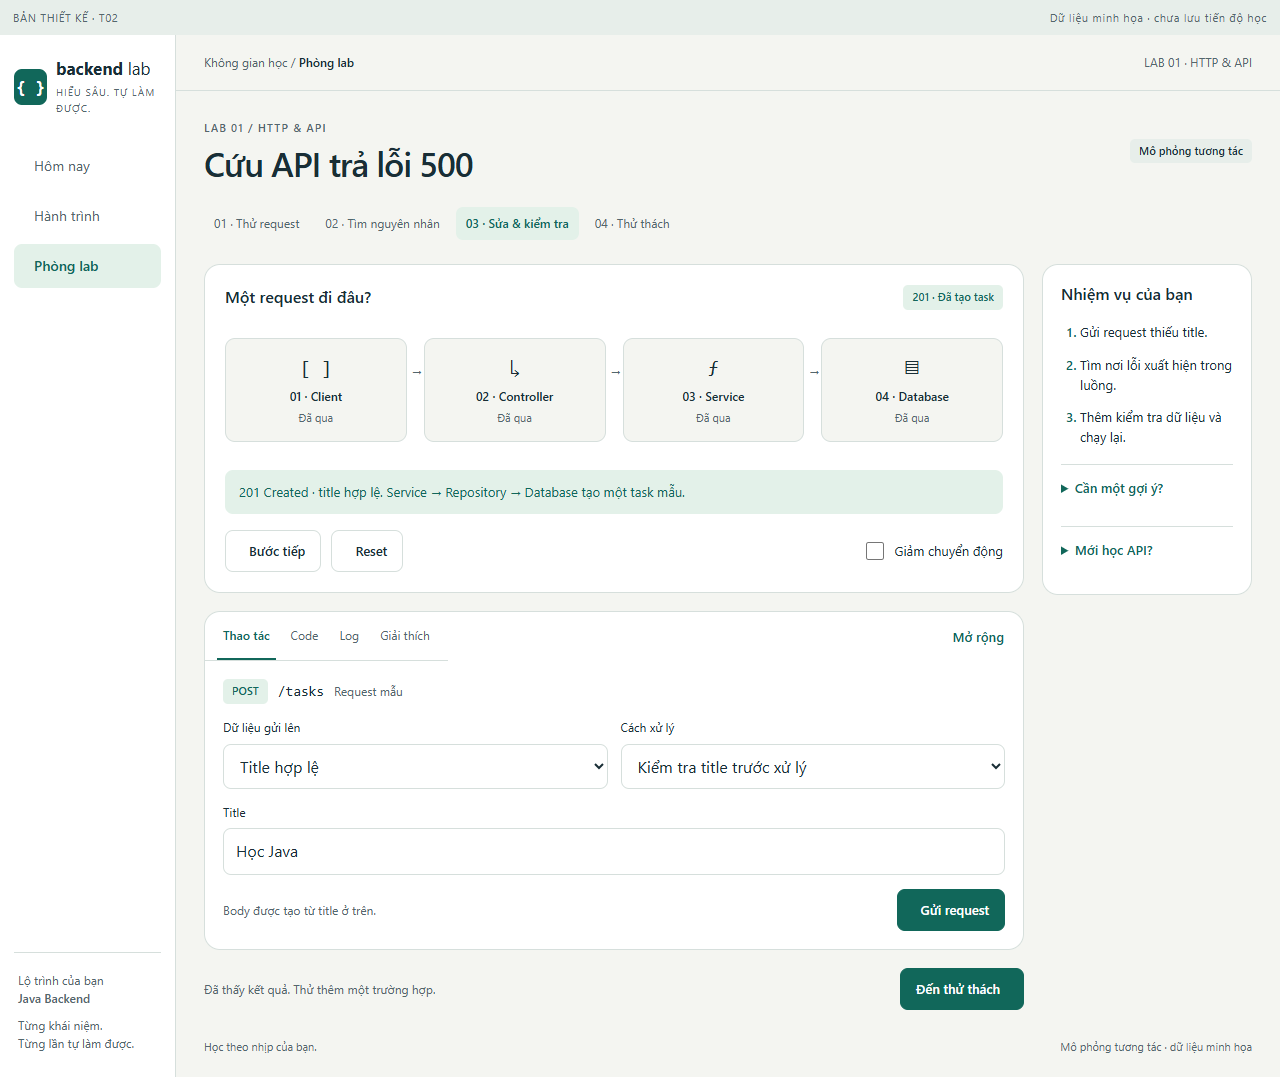 BẢN THIẾT KẾ · T02
Dữ liệu minh họa · chưa lưu tiến độ học
{ }
backend lab
HIỂU SÂU. TỰ LÀM
ĐƯỢC.
Hôm nay
Hành trình
Phòng lab
Lộ trình của bạn
Java Backend
Từng khái niệm.
Từng lần tự làm được.
Không gian học / Phòng lab
LAB 01 · HTTP & API
LAB 01 / HTTP & API
Cứu API trả lỗi 500
Mô phỏng tương tác
01 · Thử request
02 · Tìm nguyên nhân
03 · Sửa & kiểm tra
04 · Thử thách
Một request đi đâu?
201 · Đã tạo task
[ ]
01 · Client
Đã qua
→
↳
02 · Controller
Đã qua
→
ƒ
03 · Service
Đã qua
→
▤
04 · Database
Đã qua
201 Created · title hợp lệ. Service → Repository → Database tạo một task mẫu.
Bước tiếp
Reset
Giảm chuyển động
Nhiệm vụ của bạn
1. Gửi request thiếu title.
2. Tìm nơi lỗi xuất hiện trong
luồng.
3. Thêm kiểm tra dữ liệu và
chạy lại.
▶ Cần một gợi ý?
▶ Mới học API?
Thao tác
Code
Log
Giải thích
Mở rộng
POST /tasks Request mẫu
Dữ liệu gửi lên
Cách xử lý
Title hợp lệ
Kiểm tra title trước xử lý
Title
Học Java
Body được tạo từ title ở trên.
Gửi request
Đã thấy kết quả. Thử thêm một trường hợp.
Đến thử thách
Học theo nhịp của bạn.
Mô phỏng tương tác · dữ liệu minh họa